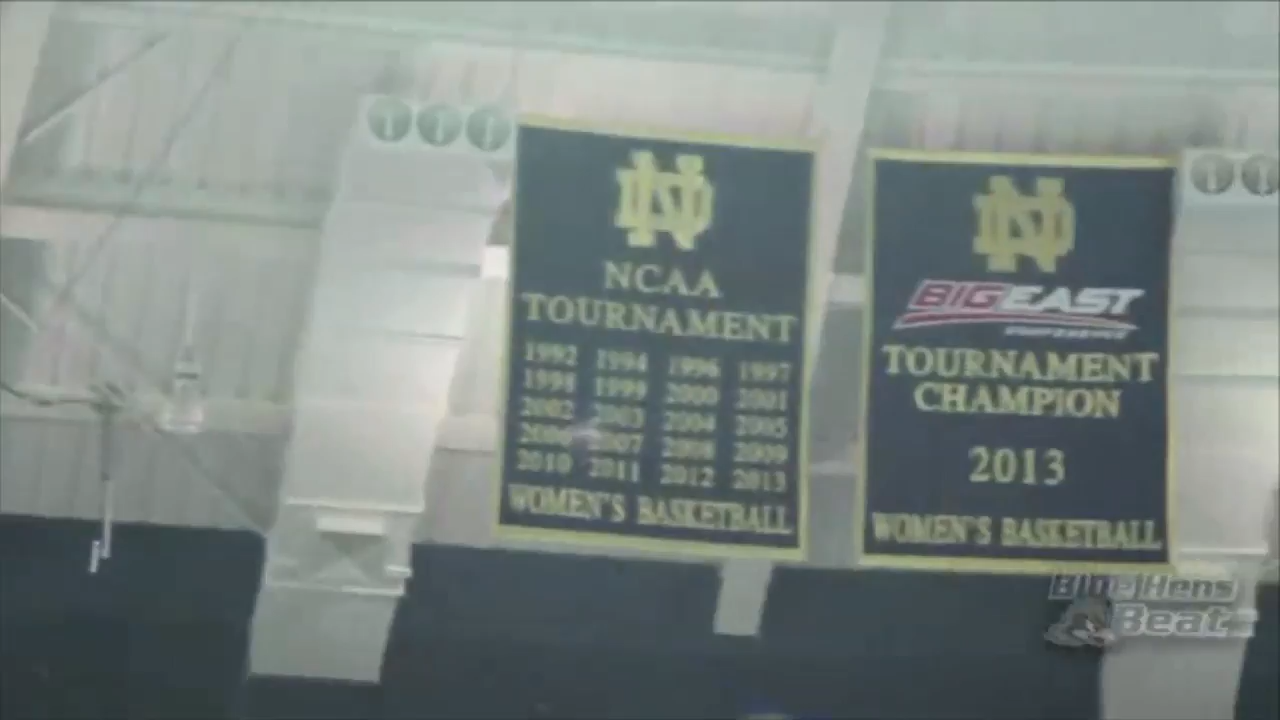 ND
NCAA
TOURNAMENT
1992 1994 1996 1997
1998 1999 2000 2001
2002 2003 2004 2005
2006 2007 2008 2009
2010 2011 2012 2013
WOMEN'S BASKETBALL
ND
BIG EAST
CONFERENCE
TOURNAMENT
CHAMPION
2013
WOMEN'S BASKETBALL
Blue Hens
Beat